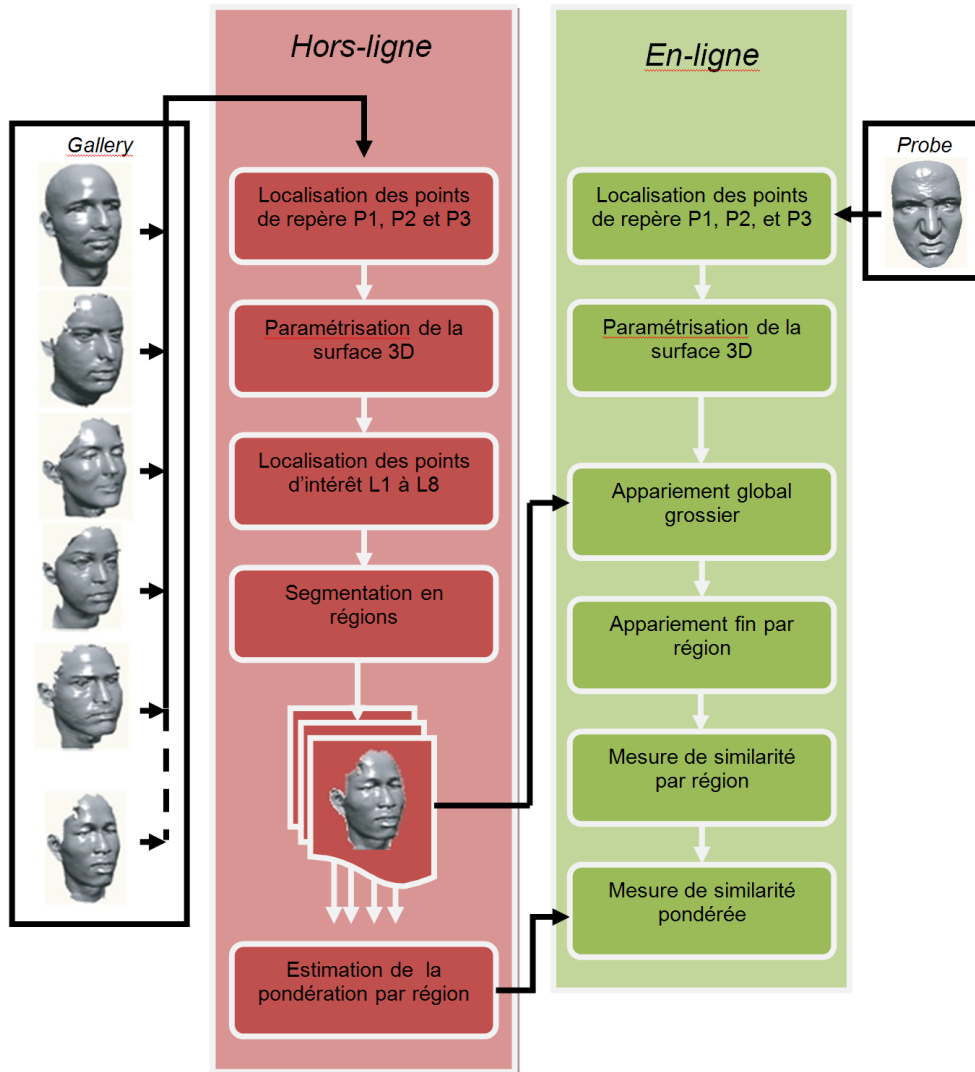 Hors-ligne
En-ligne
Gallery
Probe
Localisation des points
de repère P1, P2 et P3
Paramétrisation de la
surface 3D
Localisation des points
d'intérêt L1 à L8
Segmentation en
régions
Estimation de la
pondération par région
Localisation des points
de repère P1, P2, et P3
Paramétrisation de la
surface 3D
Appariement global
grossier
Appariement fin par
région
Mesure de similarité
par région
Mesure de similarité
pondérée